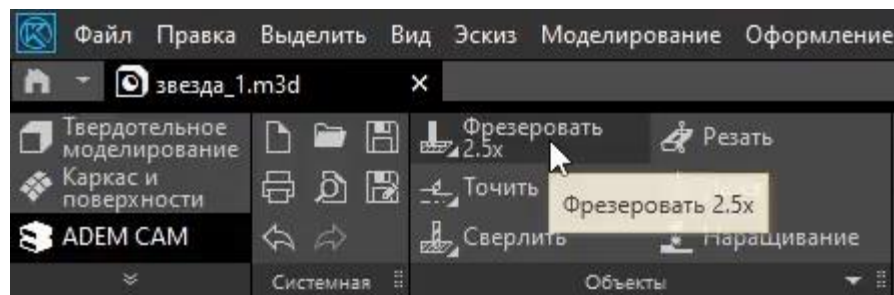 Файл Правка Выделить Вид Эскиз Моделирование Оформление
звезда_1.m3d
Твердотельное
моделирование
Каркас и
поверхности
ADEM CAM
Системная
Фрезеровать
2.5x
Резать
Точить
Фрезеровать 2.5x
Сверлить
Наращивание
Объекты